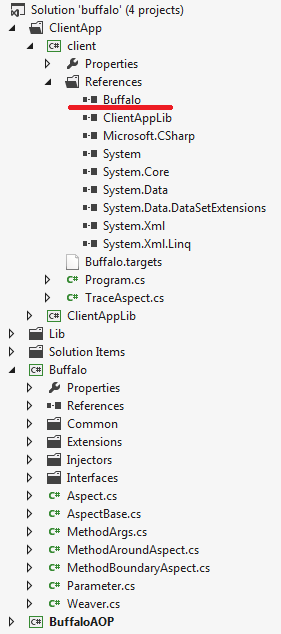 Solution 'buffalo' (4 projects)
ClientApp
C# client
Properties
References
Buffalo
ClientAppLib
Microsoft.CSharp
System
System.Core
System.Data
System.Data.DataSetExtensions
System.Xml
System.Xml.Linq
Buffalo.targets
C# Program.cs
C# TraceAspect.cs
C# ClientAppLib
Lib
Solution Items
C# Buffalo
Properties
References
Common
Extensions
Injectors
Interfaces
C# Aspect.cs
C# AspectBase.cs
C# MethodArgs.cs
C# MethodAroundAspect.cs
C# MethodBoundaryAspect.cs
C# Parameter.cs
C# Weaver.cs
C# BuffaloAOP